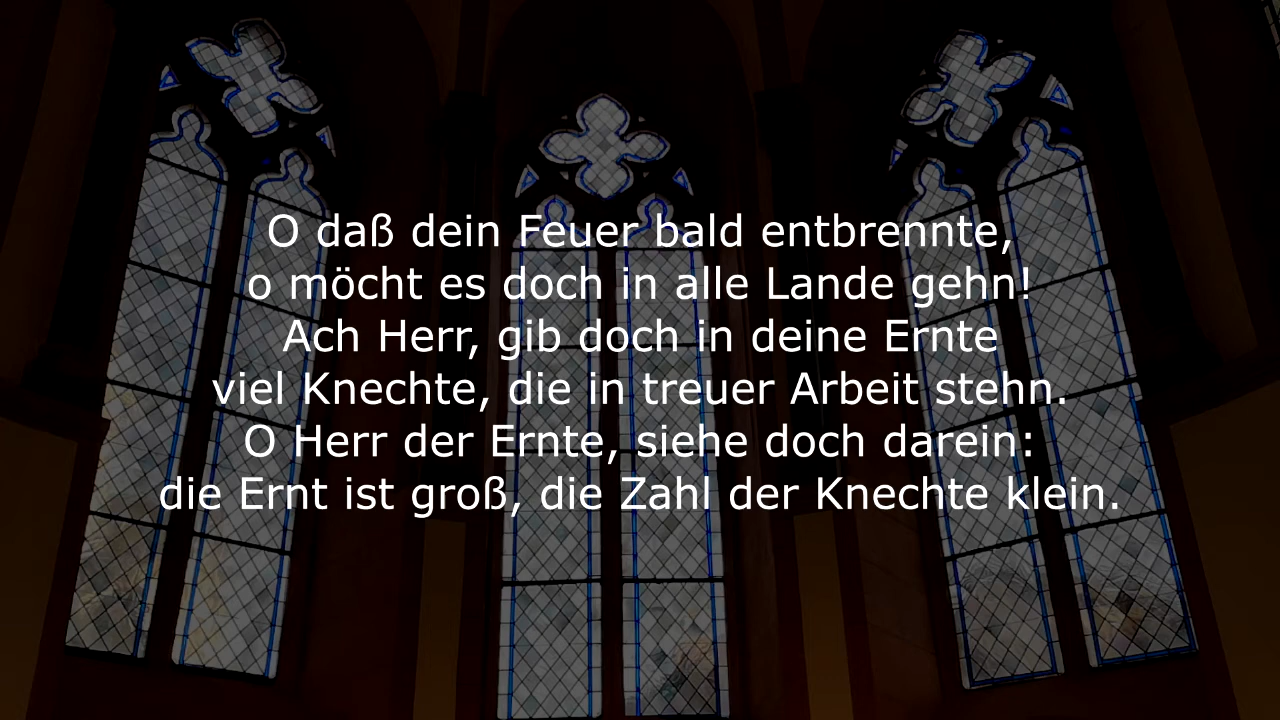 O daß dein Feuer bald entbrennte,
o möcht es doch in alle Lande gehn!
Ach Herr, gib doch in deine Ernte
viel Knechte, die in treuer Arbeit stehn.
O Herr der Ernte, siehe doch darein:
die Ernt ist groß, die Zahl der Knechte klein.